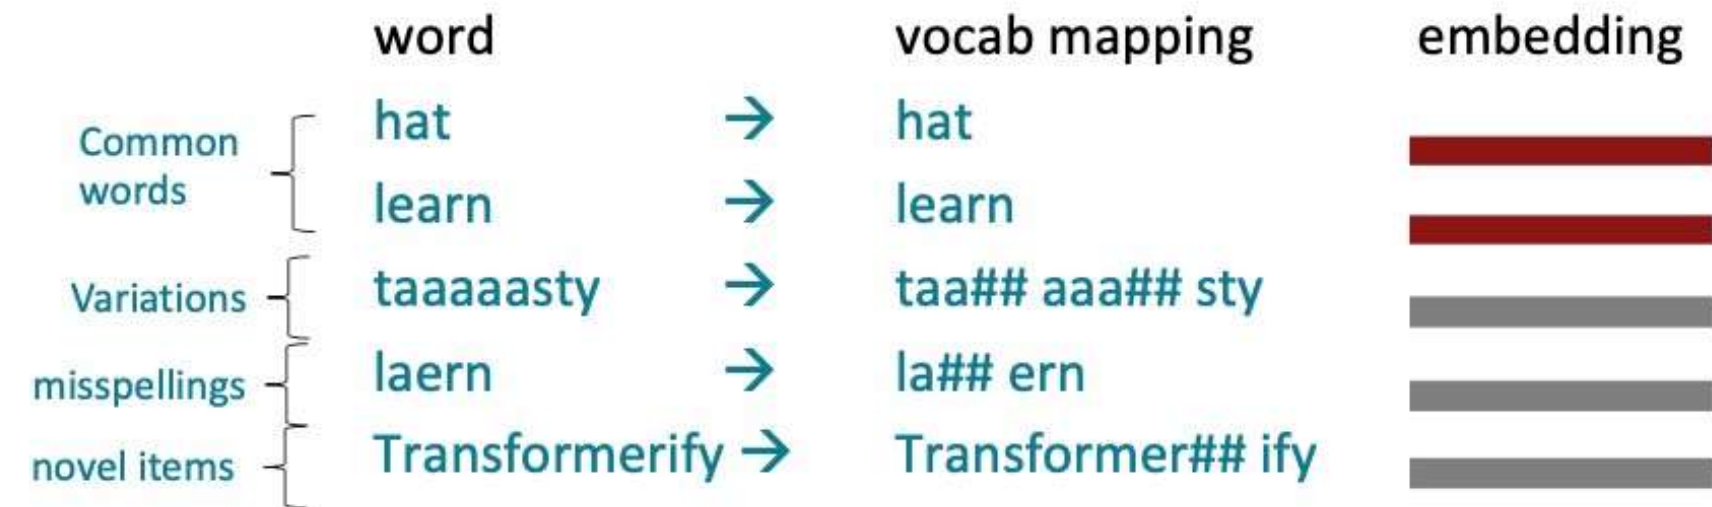 word vocab mapping embedding
Common words
hat → hat
learn → learn
Variations taaaaasty → taa## aaa## sty
misspellings laern → la## ern
novel items Transformerify → Transformer## ify